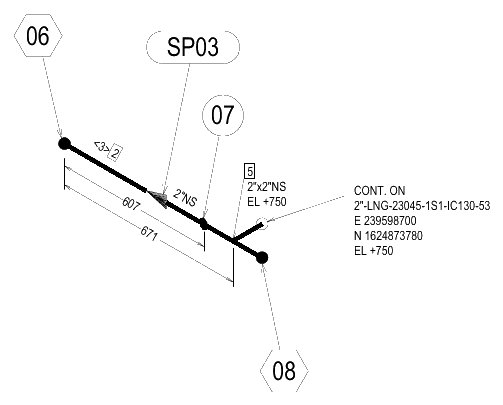 06
SP03
07
<3> 2
5
2"NS
2"x2"NS
EL +750
607
671
CONT. ON
2"-LNG-23045-1S1-IC130-53
E 239598700
N 1624873780
EL +750
08